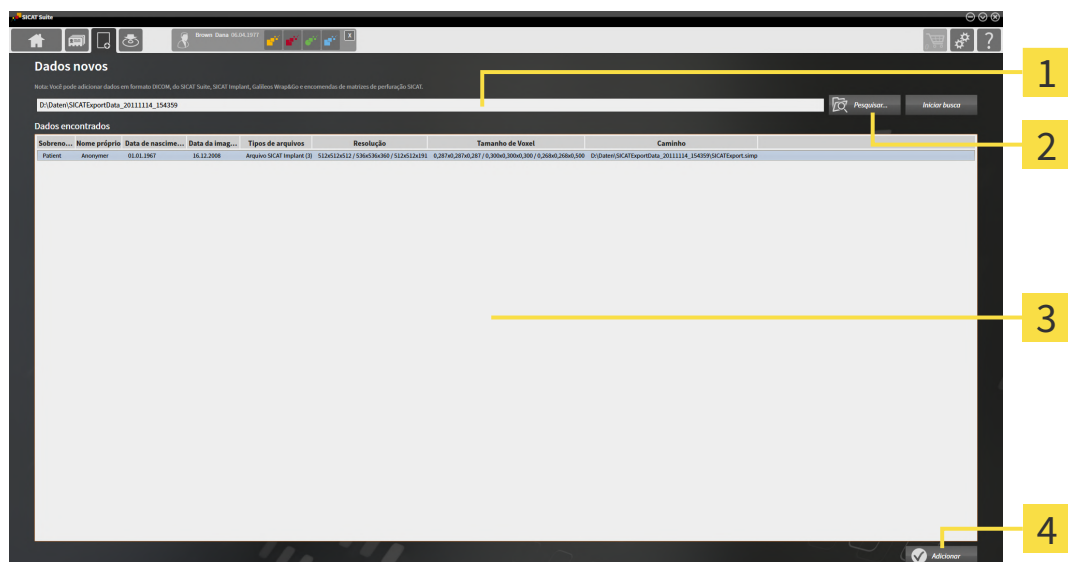 SICAT Suite
Brown Dana 06.04.1977
X
?
Dados novos
Nota: Você pode adicionar dados em formato DICOM, do SICAT Suite, SICAT Implant, Galileos Wrap&Go e encomendas de matrizes de perfuração SICAT.
1
D:\Daten\SICATExportData_20111114_154359
Pesquisar...
Iniciar busca
Dados encontrados
2
Sobreno... Nome próprio Data de nascime... Data da imag... Tipos de arquivos Resolução Tamanho de Voxel Caminho
Patient Anonymer 01.01.1967 16.12.2008 Arquivo SICAT Implant (3) 512x512x512 / 536x536x360 / 512x512x191 0,287x0,287x0,287 / 0,300x0,300x0,300 / 0,268x0,268x0,500 D:\Daten\SICATExportData_20111114_154359\SICATExport.simp
3
4
Adicionar